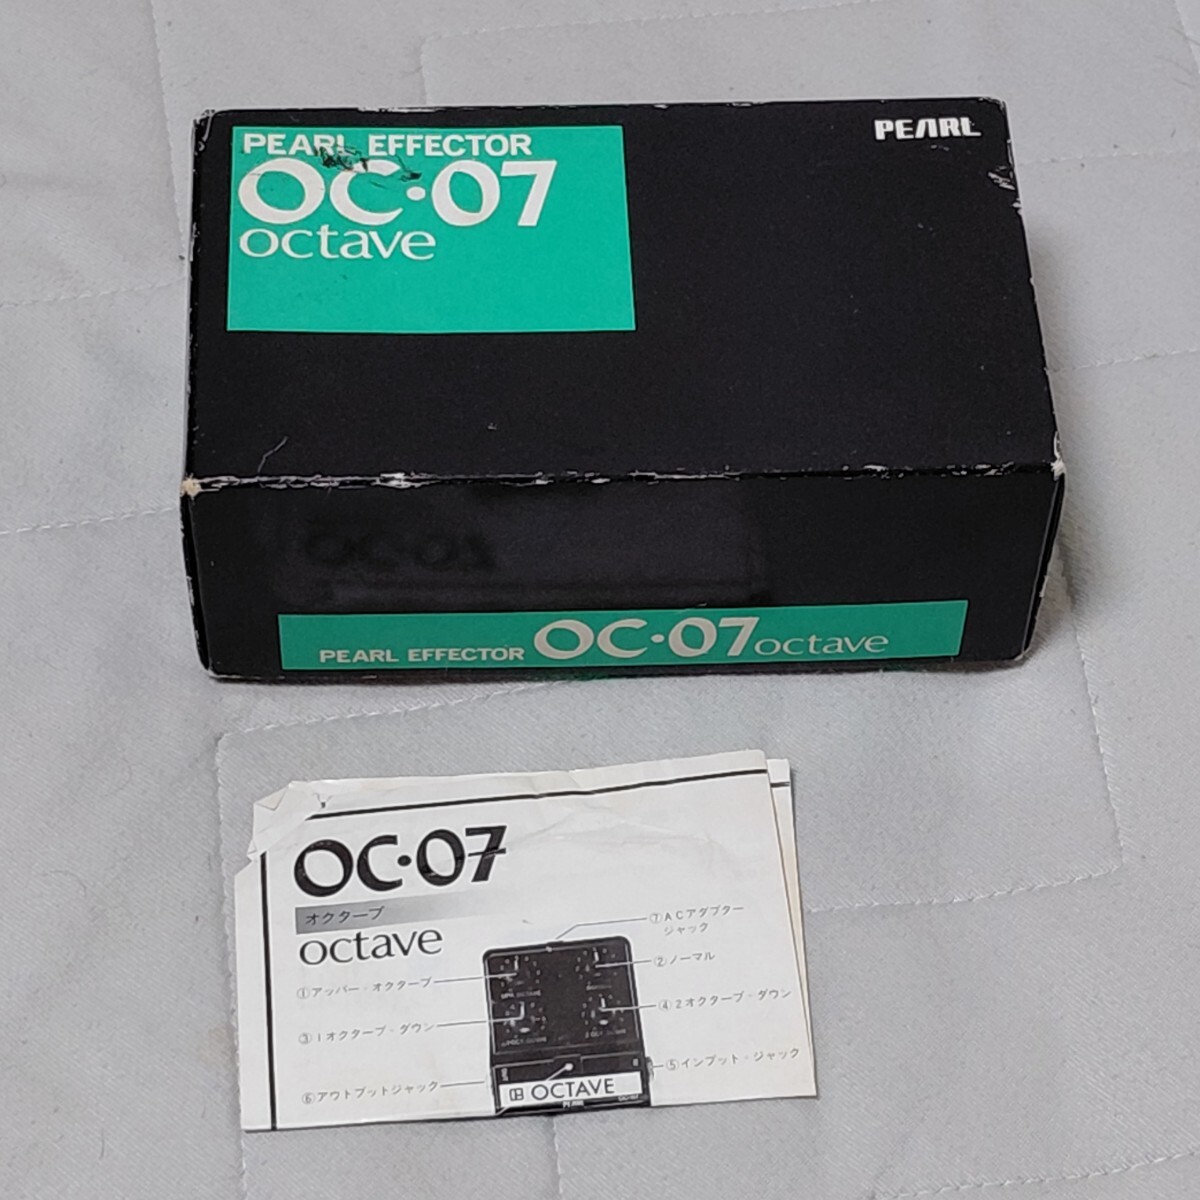 PEARL EFFECTOR
OC·07
octave
PEARL
PEARL EFFECTOR OC·07 octave
OC·07
オクターブ
octave
⑦ACアダプター
ジャック
②ノーマル
①アッパー・オクターブ
④2オクターブ・ダウン
③1オクターブ・ダウン
⑤インプット・ジャック
⑥アウトプットジャック
OCTAVE
PEARL